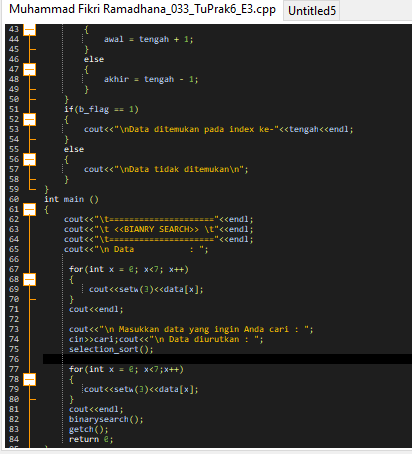 Muhammad Fikri Ramadhana_033_TuPrak6_E3.cpp Untitled5
43 {
44 awal = tengah + 1;
45 }
46 else
47 {
48 akhir = tengah - 1;
49 }
50 }
51 if(b_flag == 1)
52 {
53 cout<<"\nData ditemukan pada index ke-"<<tengah<<endl;
54 }
55 else
56 {
57 cout<<"\nData tidak ditemukan\n";
58 }
59 }
60 int main ()
61 {
62 cout<<"\t====================="<<endl;
63 cout<<"\t <<BIANRY SEARCH>> \t"<<endl;
64 cout<<"\t====================="<<endl;
65 cout<<"\n Data : ";
66
67 for(int x = 0; x<7; x++)
68 {
69 cout<<setw(3)<<data[x];
70 }
71 cout<<endl;
72
73 cout<<"\n Masukkan data yang ingin Anda cari : ";
74 cin>>cari;cout<<"\n Data diurutkan : ";
75 selection_sort();
76
77 for(int x = 0; x<7;x++)
78 {
79 cout<<setw(3)<<data[x];
80 }
81 cout<<endl;
82 binarysearch();
83 getch();
84 return 0;